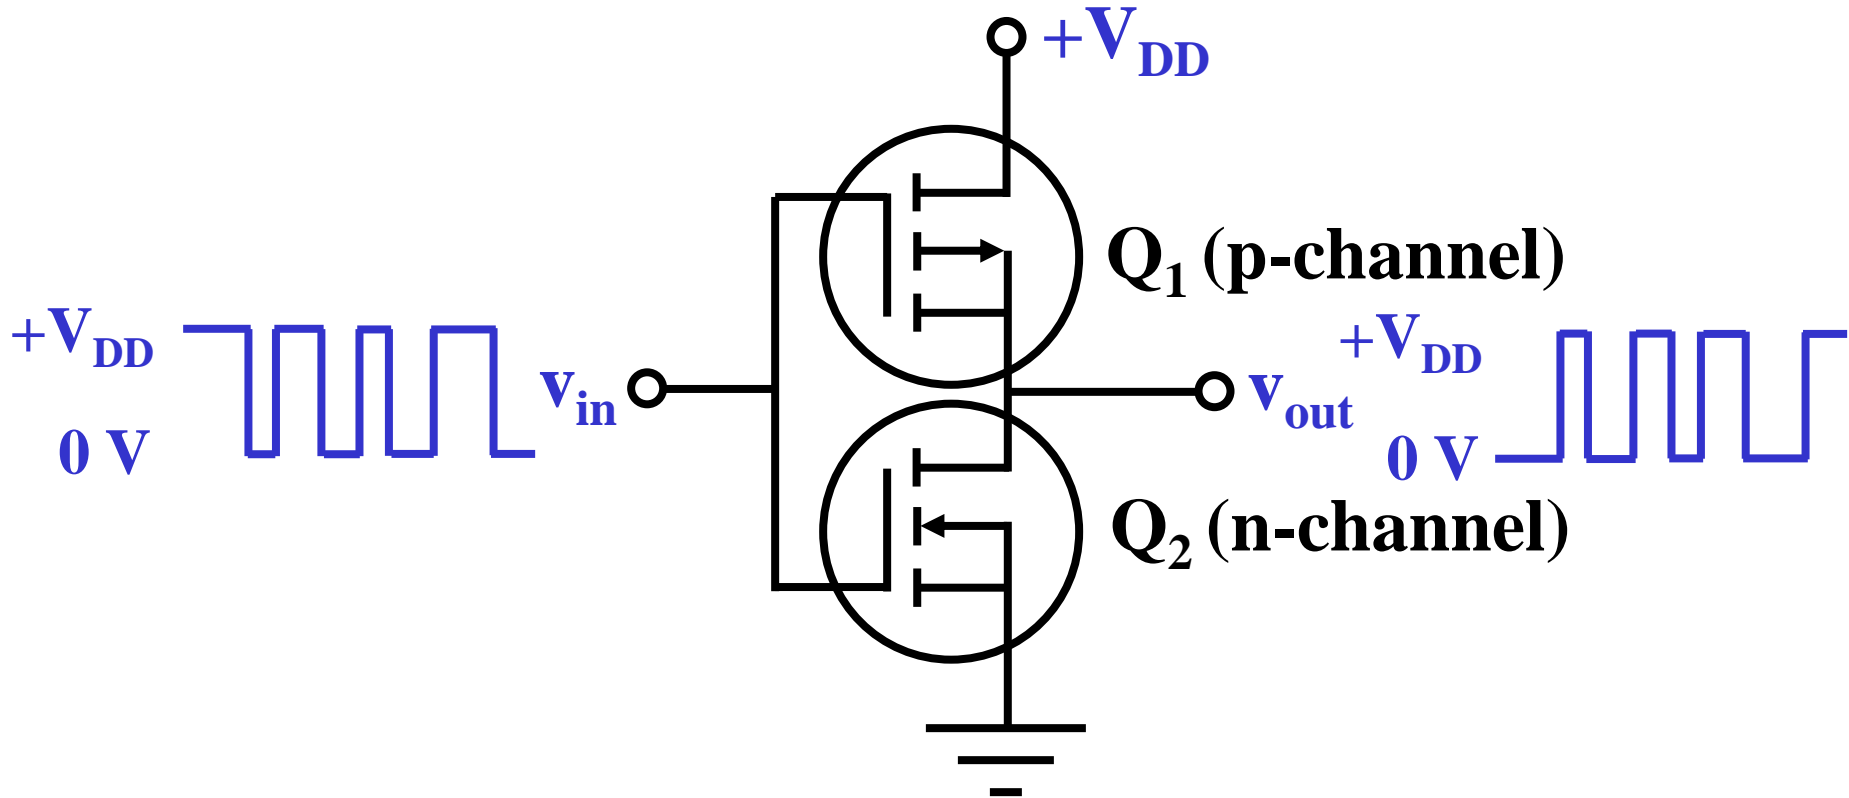 +VDD
Q1 (p-channel)
+VDD
vin
0 V
+VDD
vout
0 V
Q2 (n-channel)